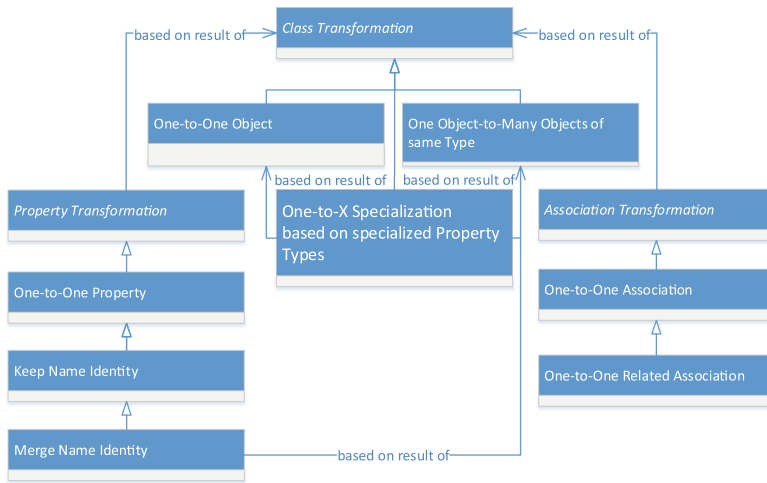 Class Transformation
based on result of
based on result of
One-to-One Object
One Object-to-Many Objects of
same Type
based on result of
based on result of
Property Transformation
One-to-X Specialization
based on specialized Property
Types
Association Transformation
One-to-One Property
One-to-One Association
Keep Name Identity
One-to-One Related Association
Merge Name Identity
based on result of